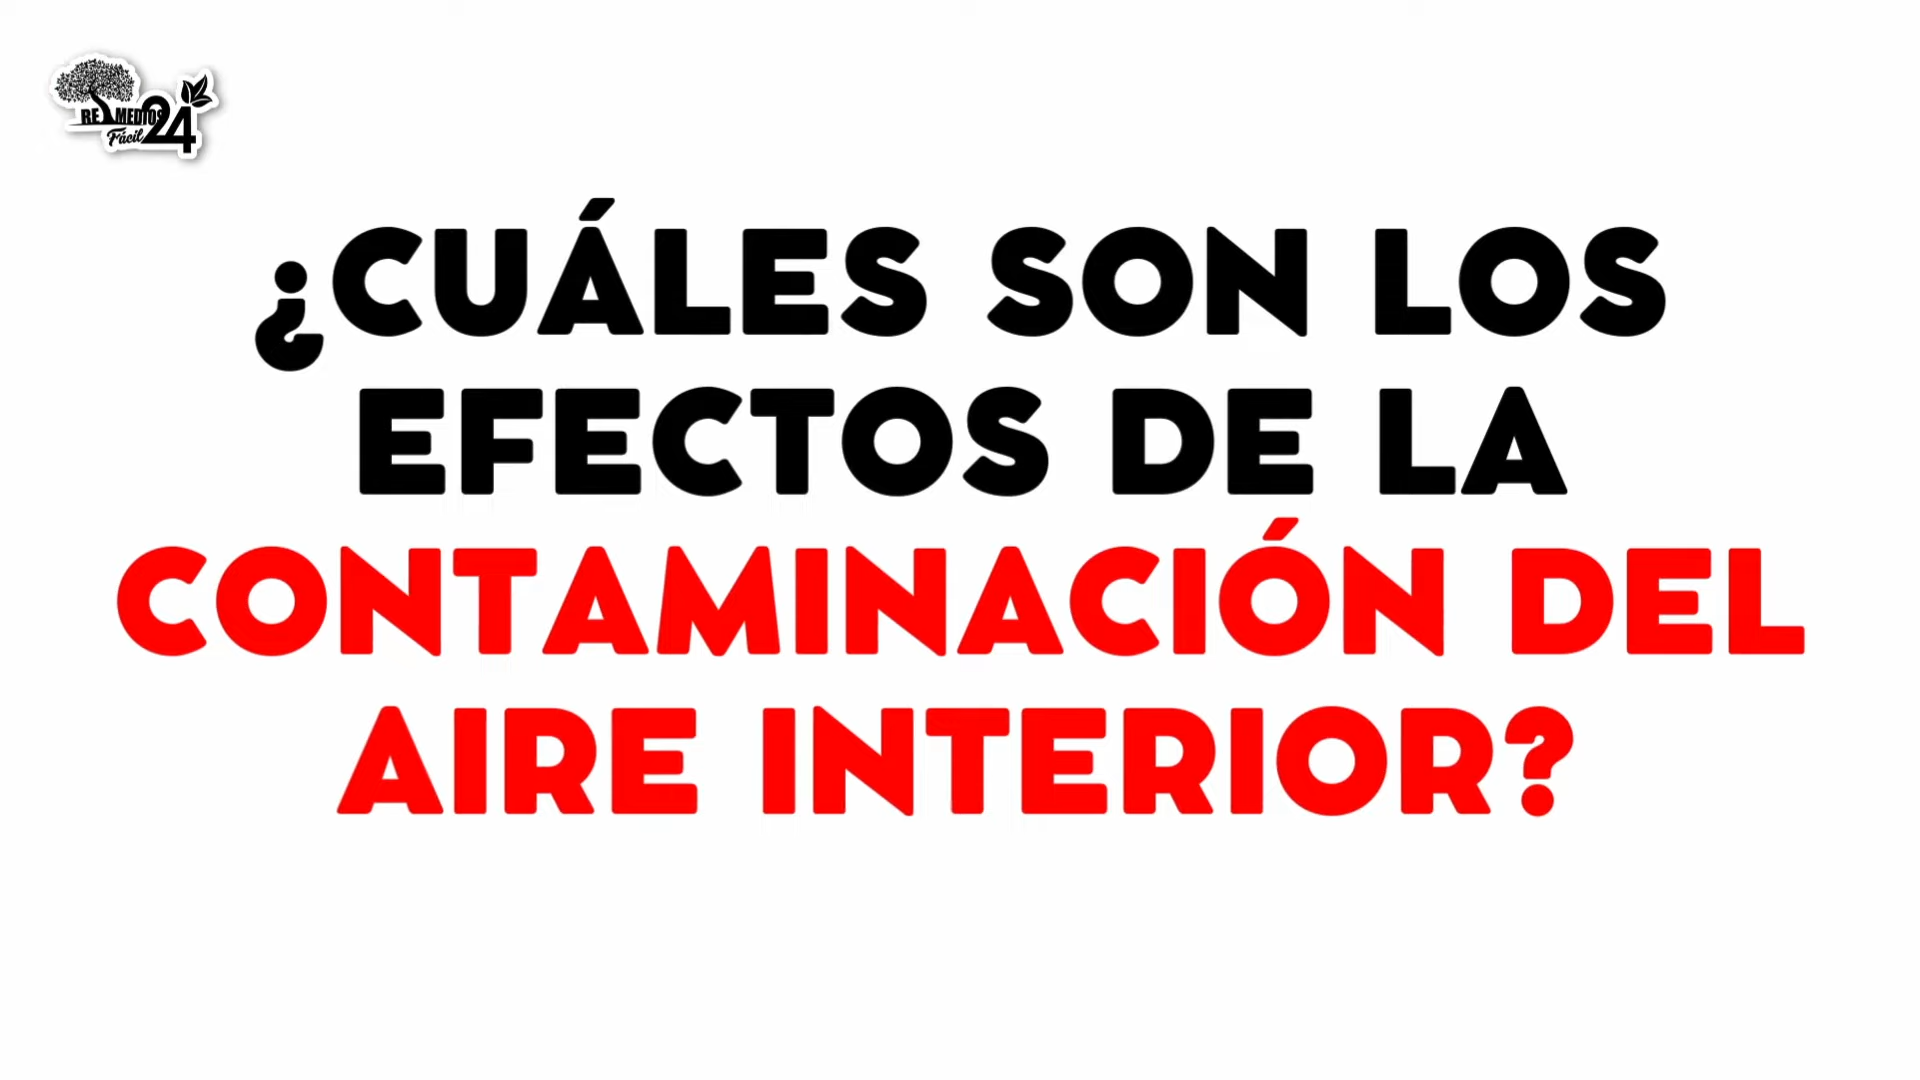 REMEDIOS
Fácil 24
¿CUÁLES SON LOS
EFECTOS DE LA
CONTAMINACIÓN DEL
AIRE INTERIOR?